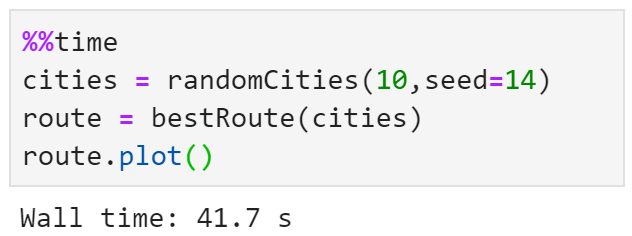 %%time
cities = randomCities(10,seed=14)
route = bestRoute(cities)
route.plot()
Wall time: 41.7 s